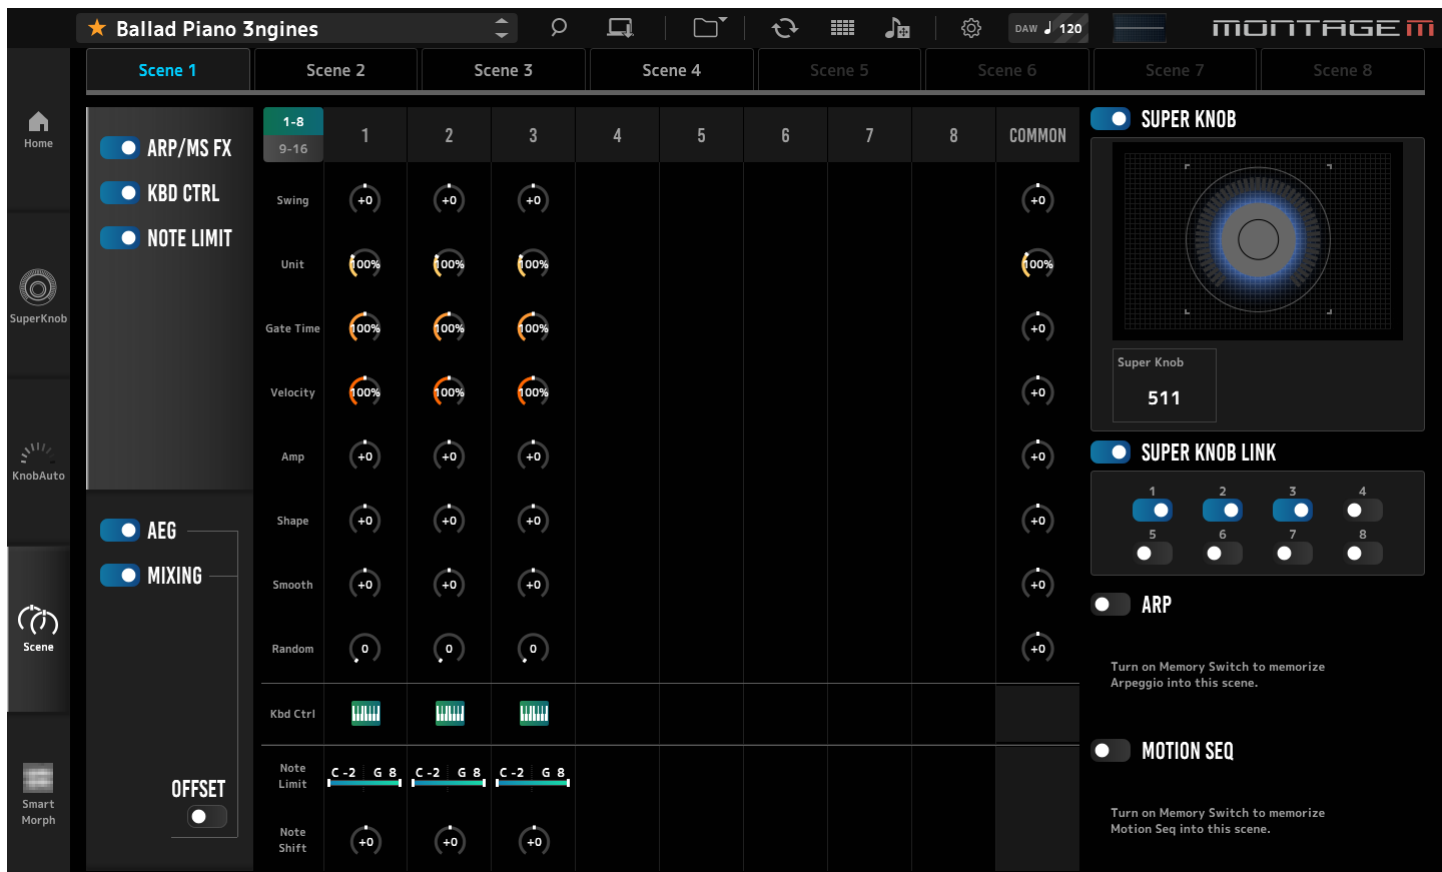 Ballad Piano 3ngines
DAW ♩ 120
MONTAGE M
Scene 1 Scene 2 Scene 3 Scene 4 Scene 5 Scene 6 Scene 7 Scene 8
Home
SuperKnob
KnobAuto
Scene
Smart
Morph
ARP/MS FX
KBD CTRL
NOTE LIMIT
AEG
MIXING
OFFSET
1-8
9-16
1 2 3 4 5 6 7 8 COMMON
Swing +0 +0 +0 +0
Unit 100% 100% 100% 100%
Gate Time 100% 100% 100% +0
Velocity 100% 100% 100% +0
Amp +0 +0 +0 +0
Shape +0 +0 +0 +0
Smooth +0 +0 +0 +0
Random 0 0 0 +0
Kbd Ctrl
Note
Limit
C -2 G 8 C -2 G 8 C -2 G 8
Note
Shift
+0 +0 +0
SUPER KNOB
Super Knob
511
SUPER KNOB LINK
1 2 3 4
5 6 7 8
ARP
Turn on Memory Switch to memorize
Arpeggio into this scene.
MOTION SEQ
Turn on Memory Switch to memorize
Motion Seq into this scene.